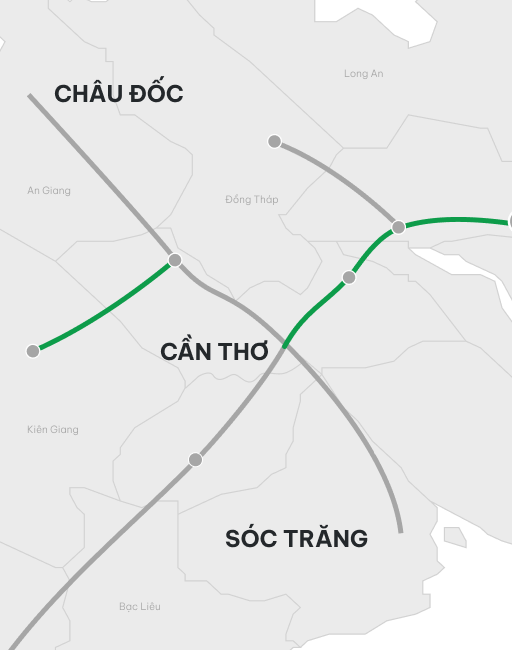 Long An
CHÂU ĐỐC
An Giang
Đồng Tháp
CẦN THƠ
Kiên Giang
SÓC TRĂNG
Bạc Liêu